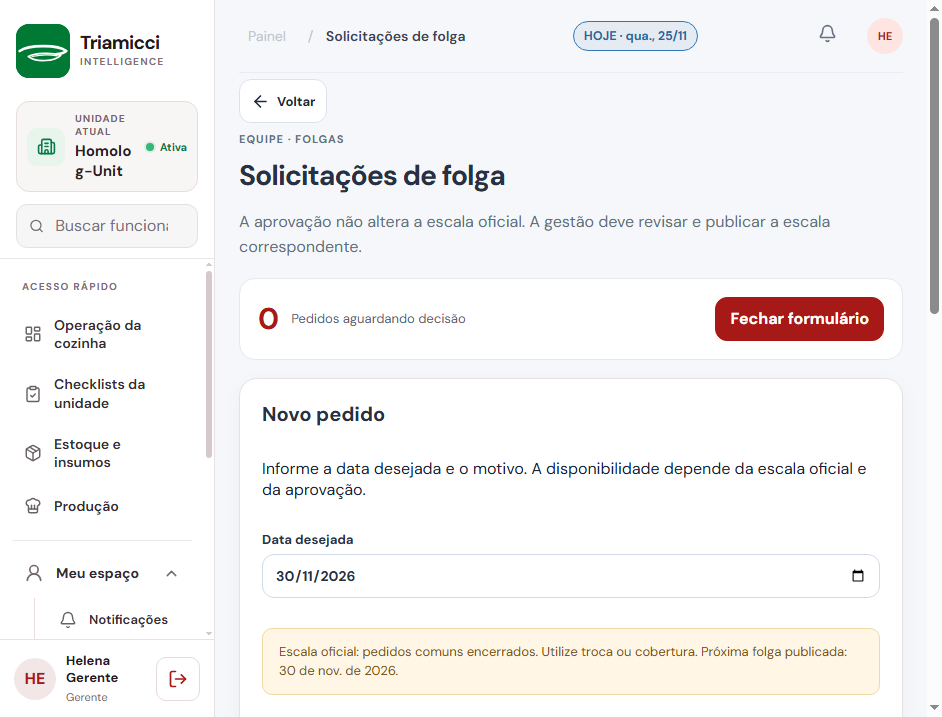 Triamicci
INTELLIGENCE
UNIDADE
ATUAL
Homolo
g-Unit
Ativa
Buscar funciona
ACESSO RÁPIDO
Operação da
cozinha
Checklists da
unidade
Estoque e
insumos
Produção
Meu espaço
Notificações
HE
Helena
Gerente
Gerente
Painel / Solicitações de folga
HOJE · qua., 25/11
HE
Voltar
EQUIPE · FOLGAS
Solicitações de folga
A aprovação não altera a escala oficial. A gestão deve revisar e publicar a escala
correspondente.
0 Pedidos aguardando decisão
Fechar formulário
Novo pedido
Informe a data desejada e o motivo. A disponibilidade depende da escala oficial e
da aprovação.
Data desejada
30/11/2026
Escala oficial: pedidos comuns encerrados. Utilize troca ou cobertura. Próxima folga publicada:
30 de nov. de 2026.